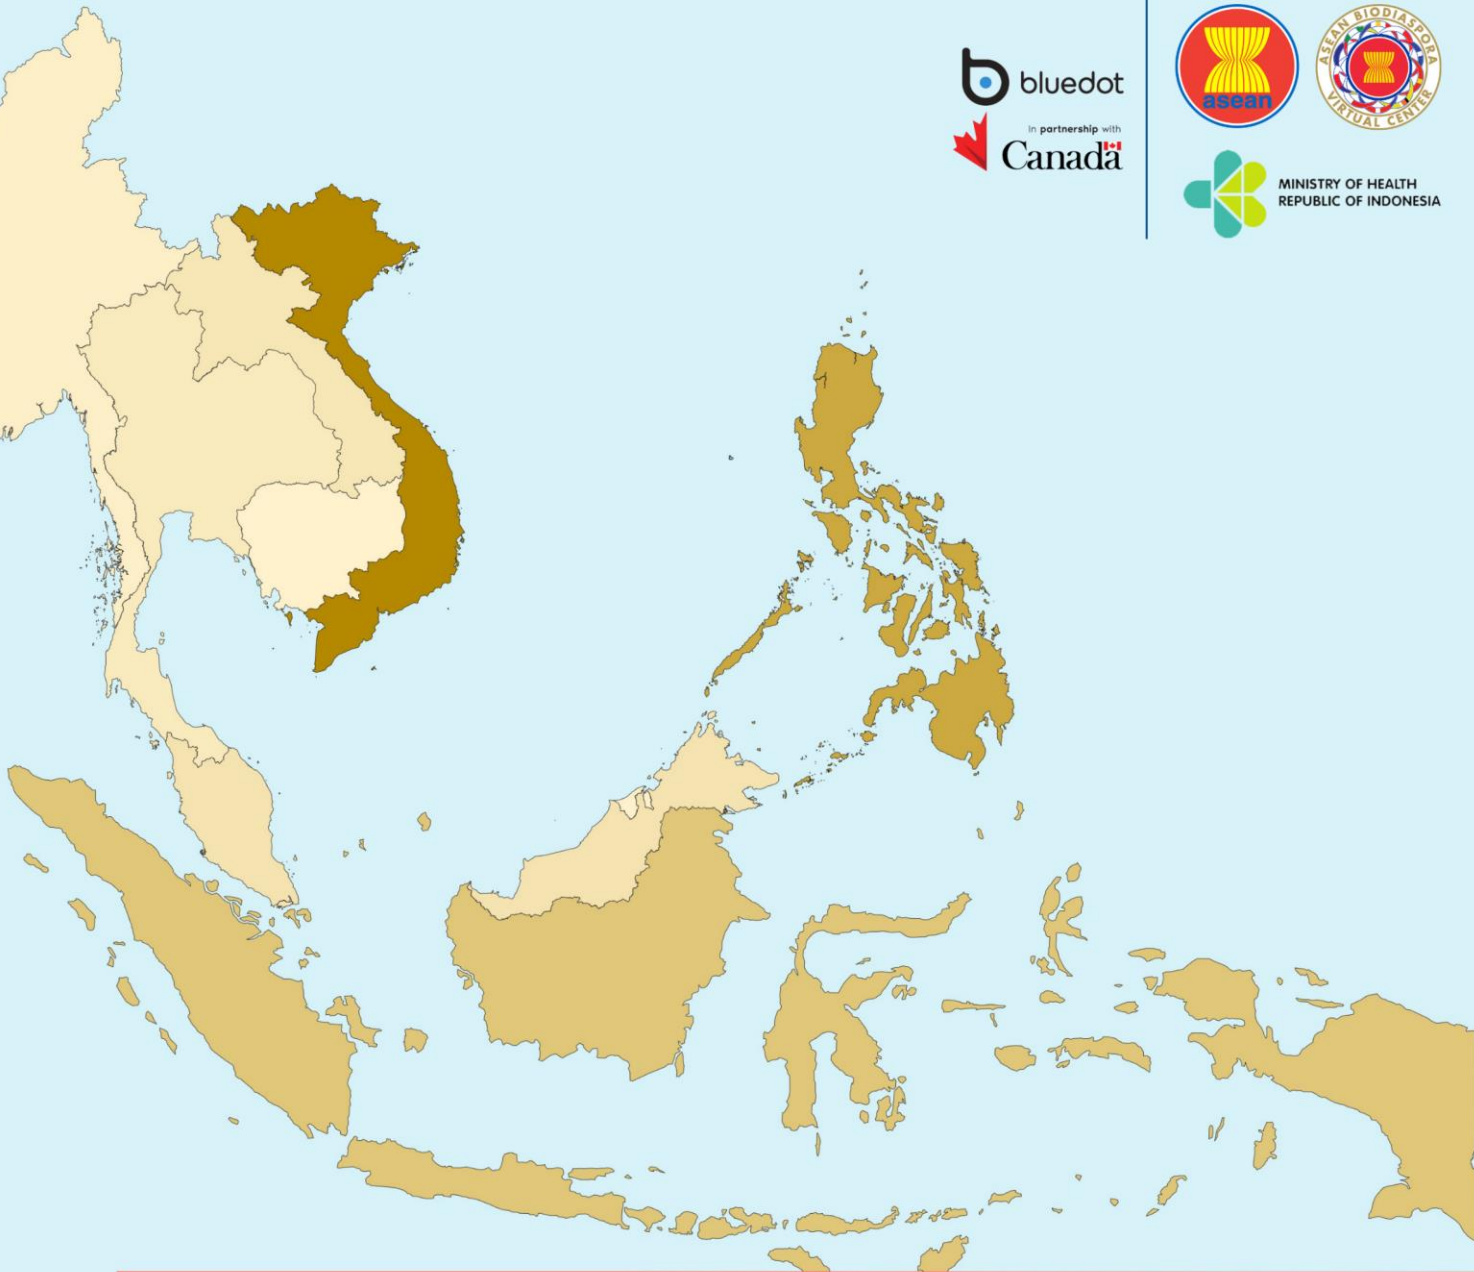 bluedot
in partnership with
Canada
asean
ASEAN BIODIASPORA
VIRTUAL CENTER
MINISTRY OF HEALTH
REPUBLIC OF INDONESIA